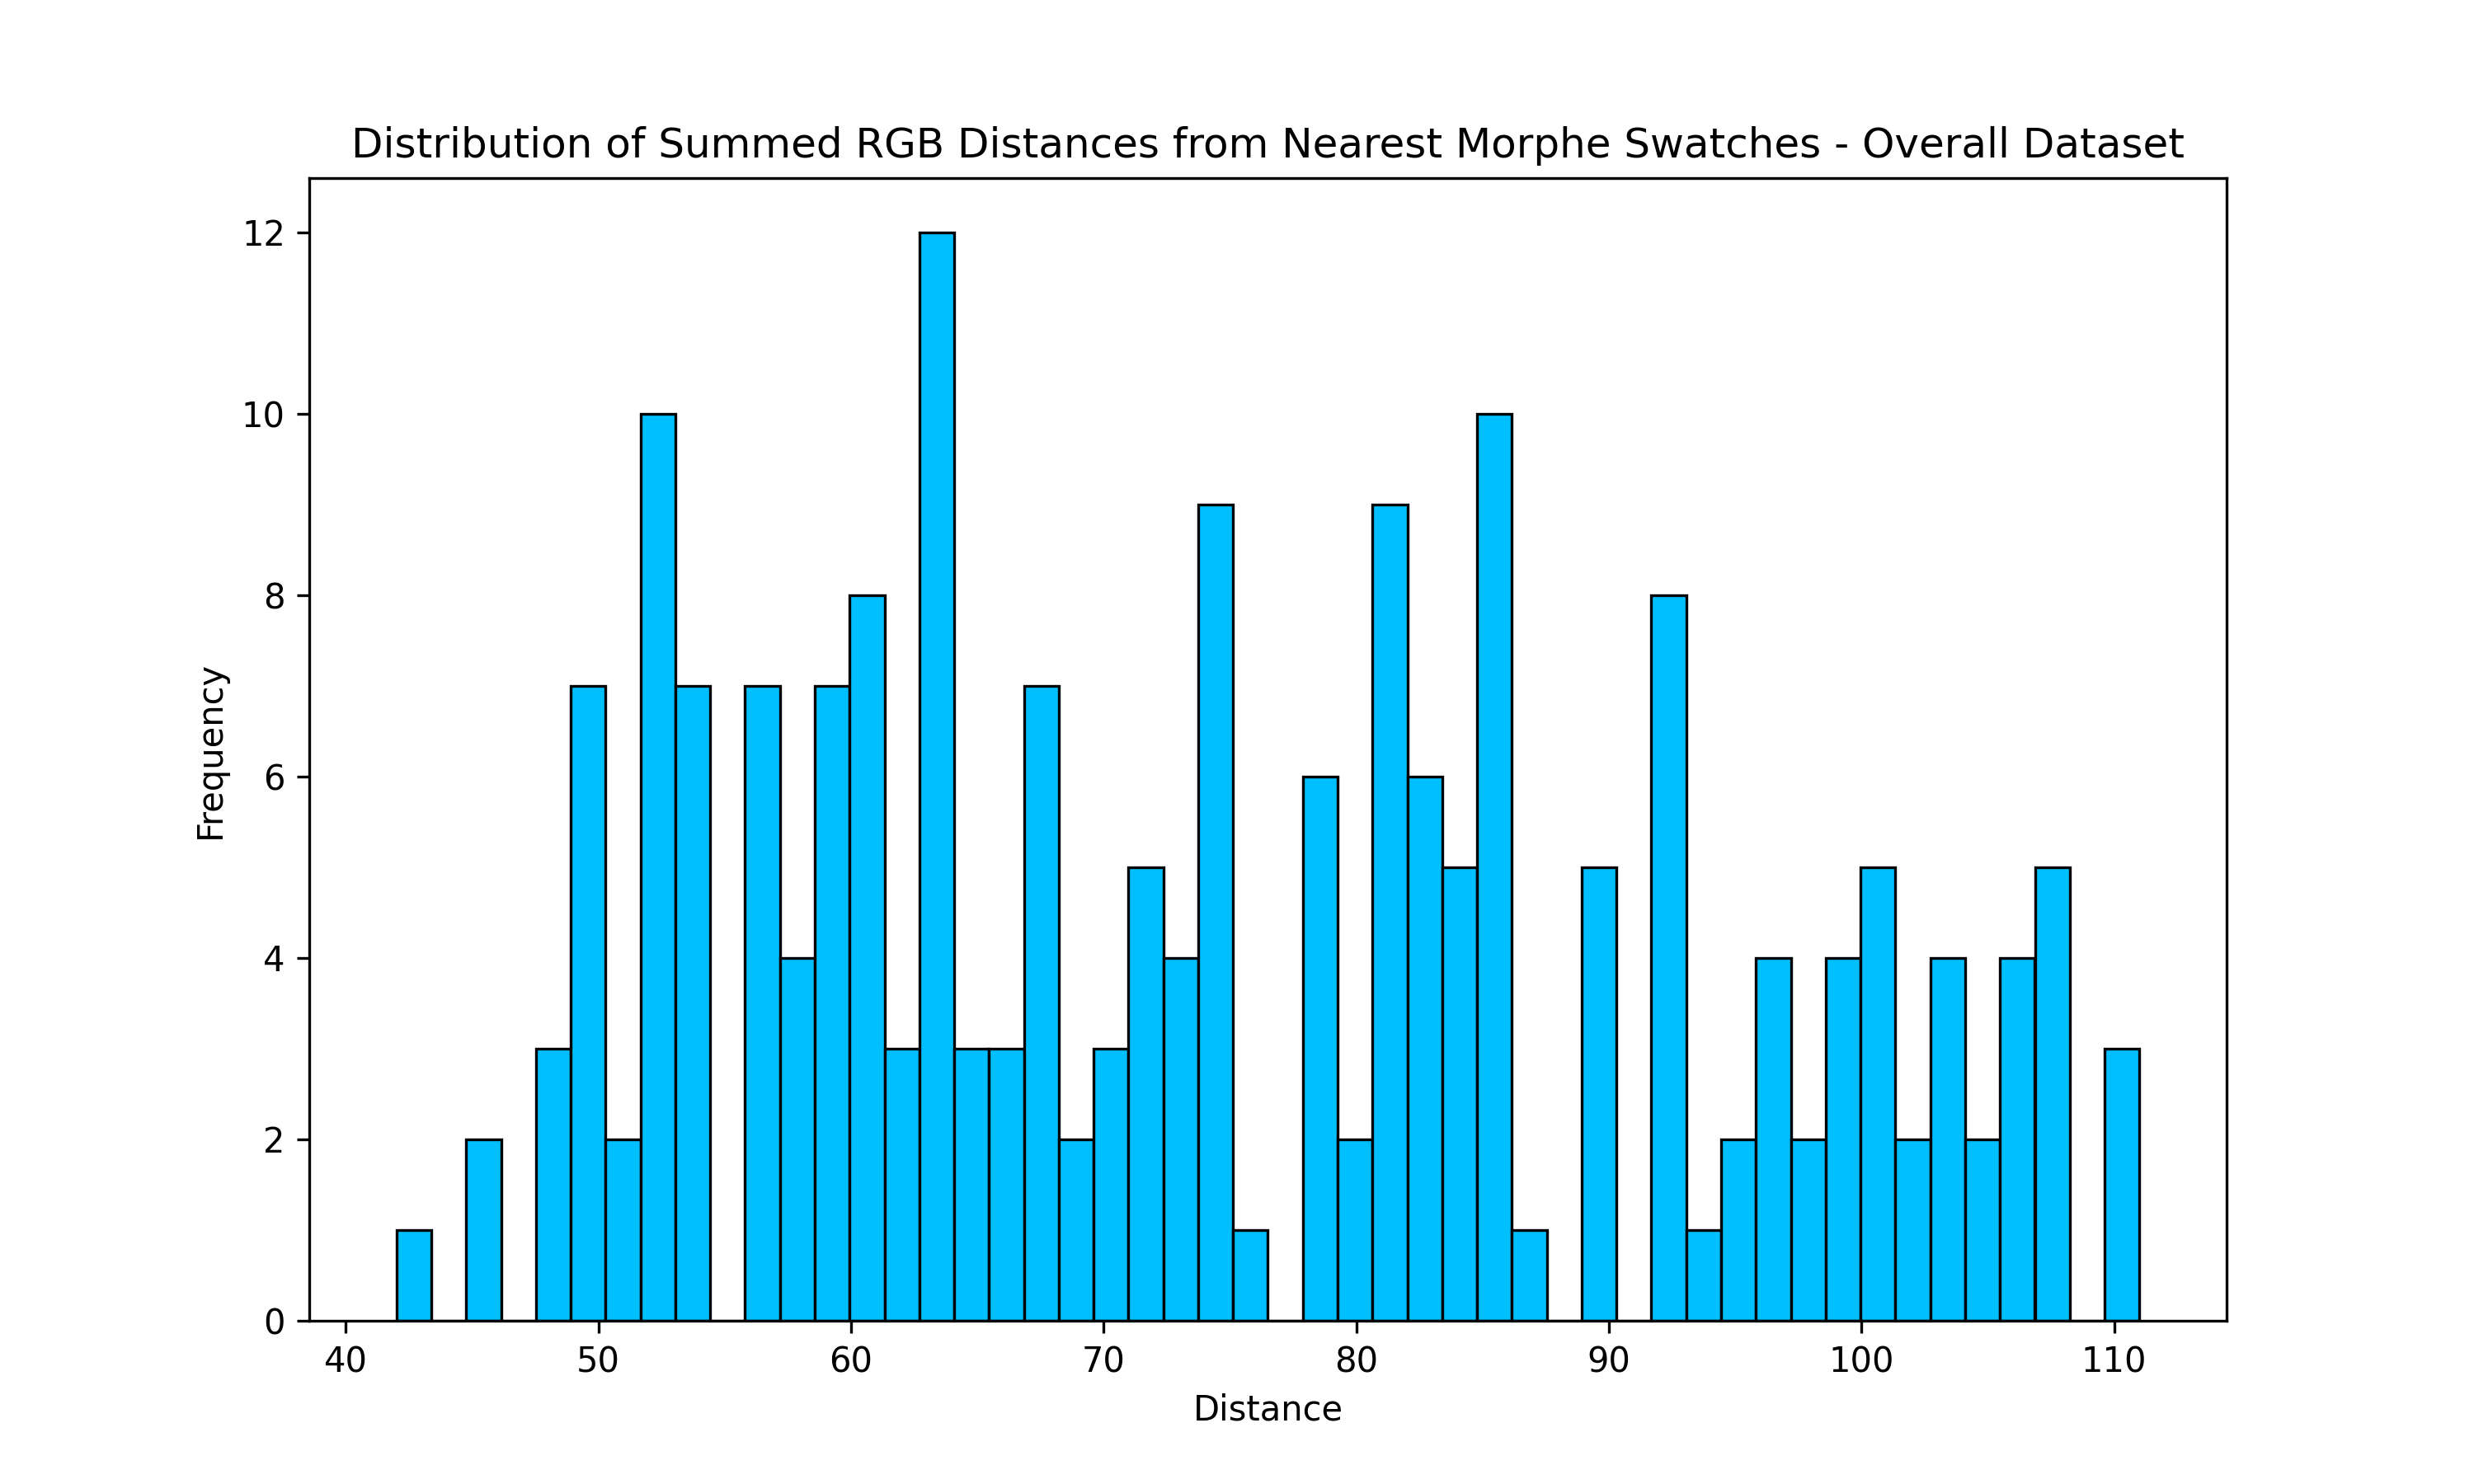 Distribution of Summed RGB Distances from Nearest Morphe Swatches - Overall Dataset
12
10
8
6
4
2
0
Frequency
40 50 60 70 80 90 100 110
Distance